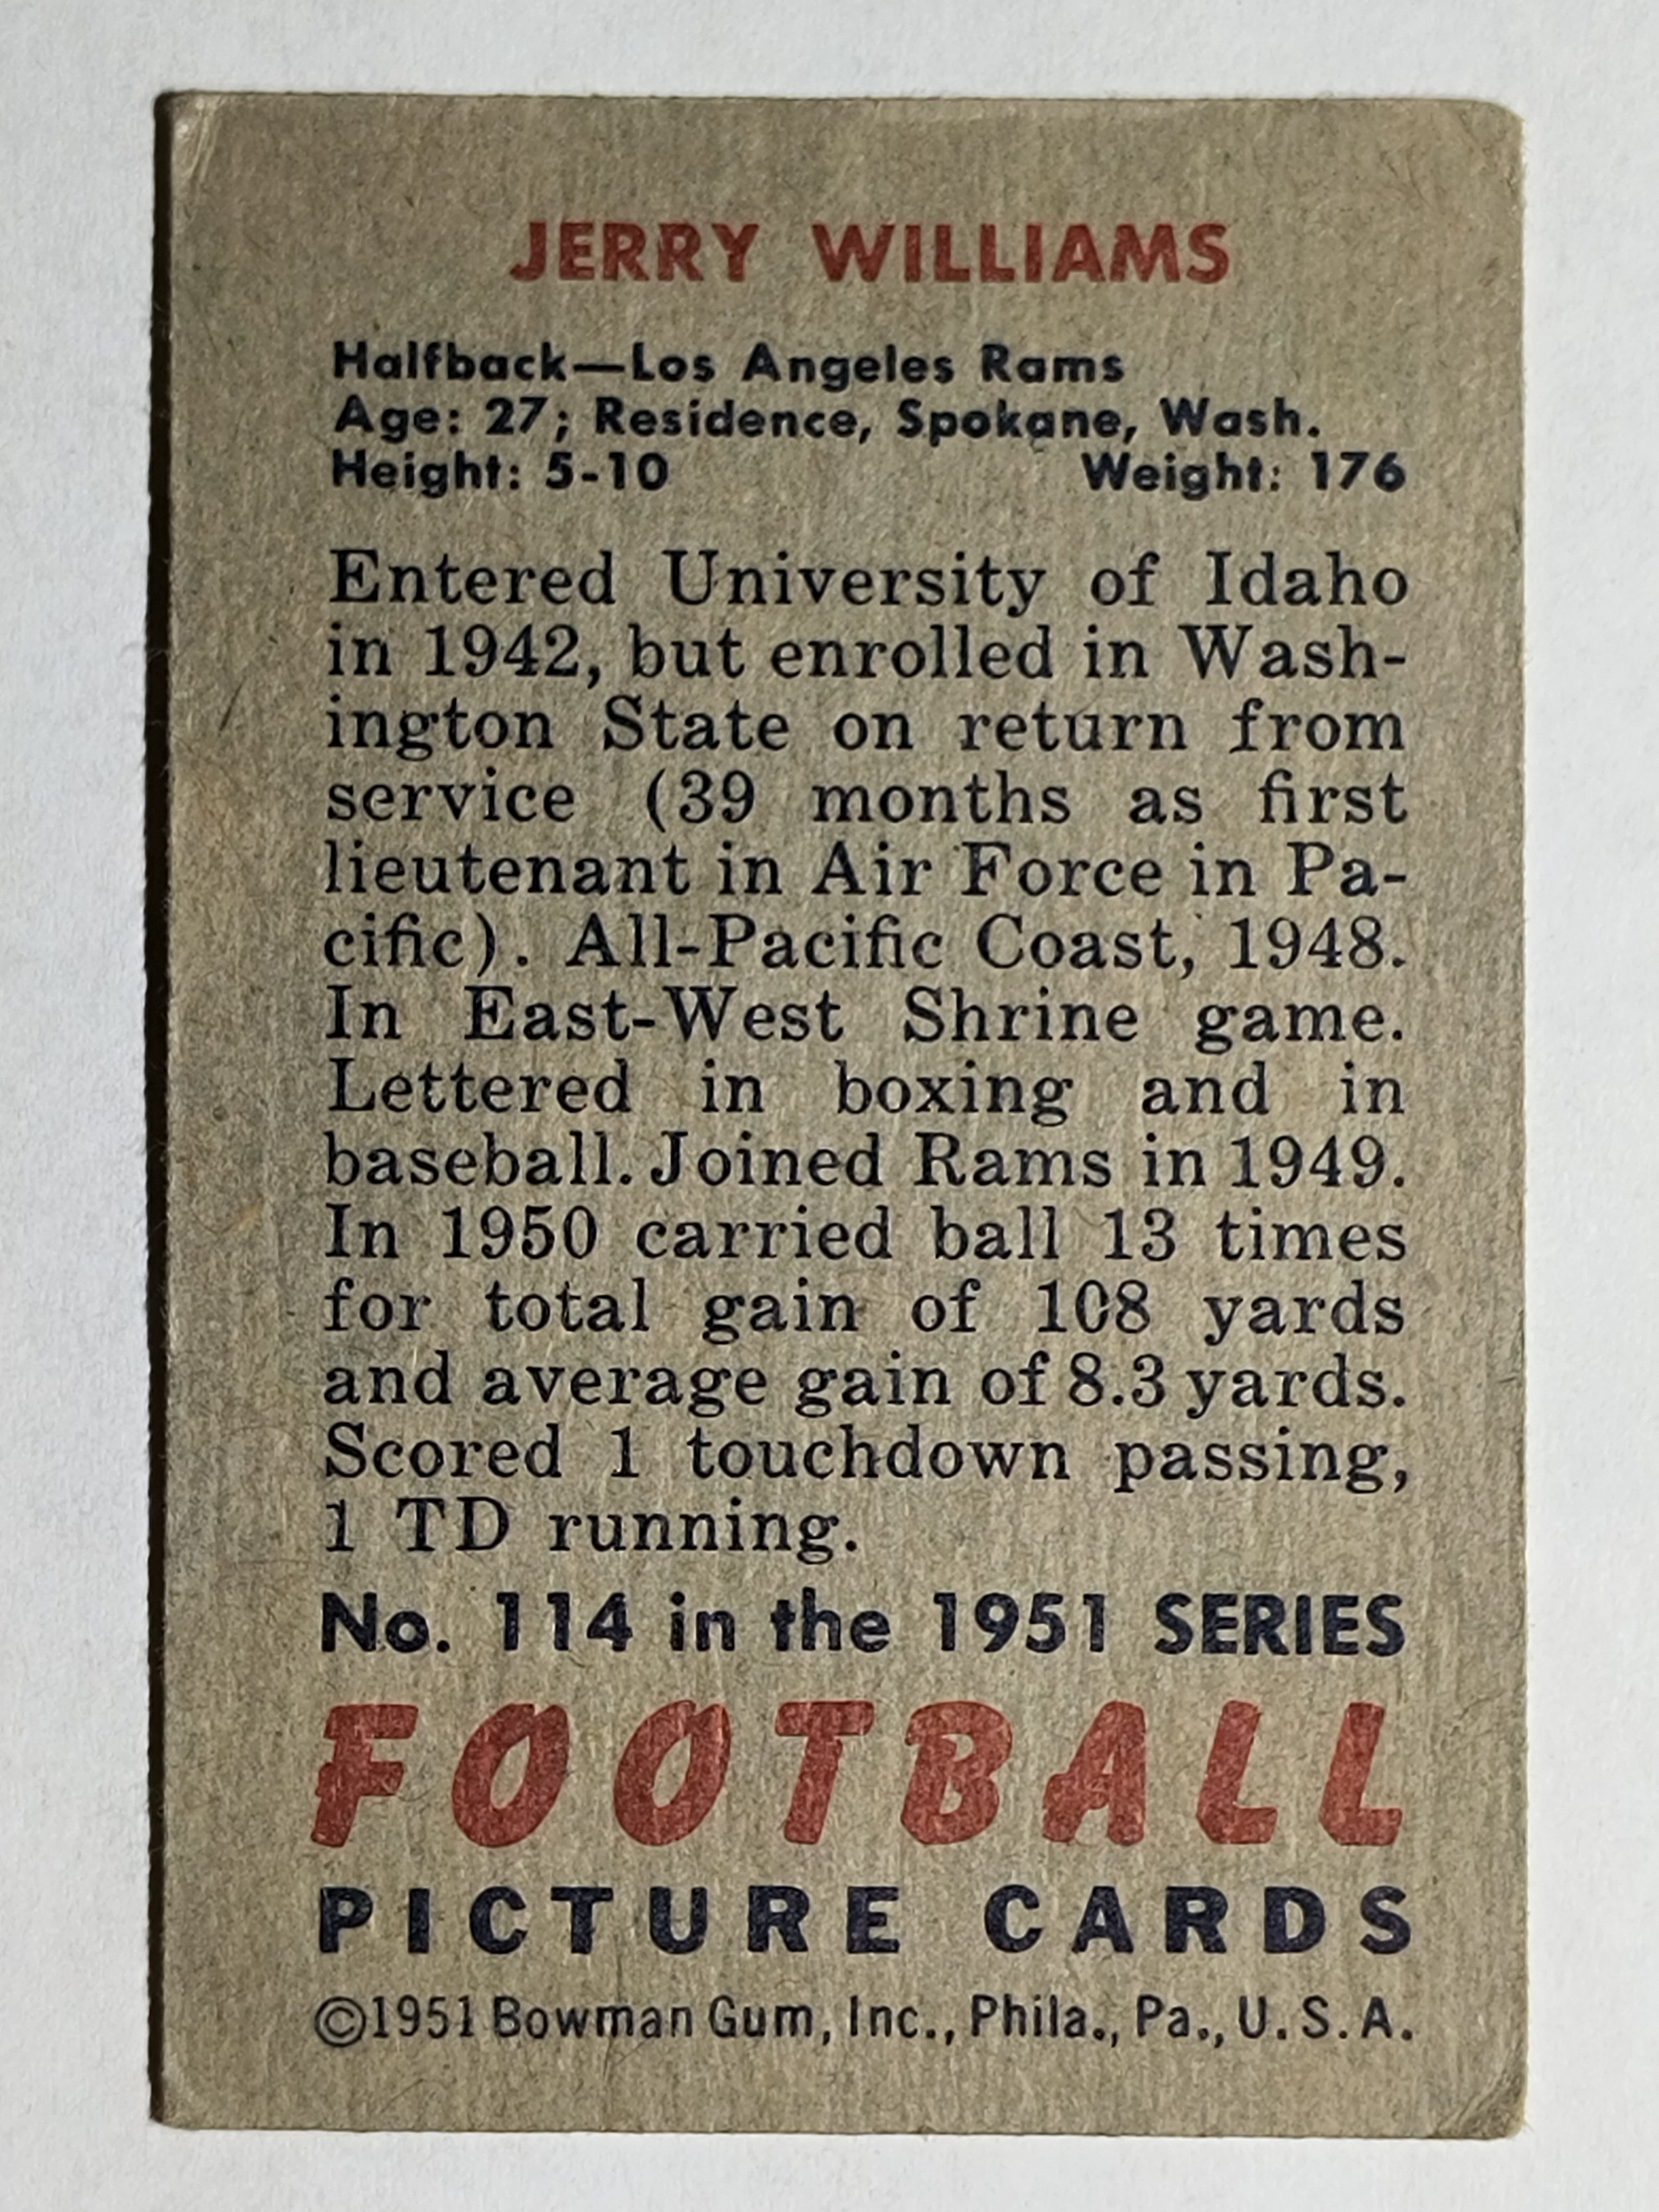 JERRY WILLIAMS
Halfback—Los Angeles Rams
Age: 27; Residence, Spokane, Wash.
Height: 5-10 Weight: 176
Entered University of Idaho
in 1942, but enrolled in Wash-
ington State on return from
service (39 months as first
lieutenant in Air Force in Pa-
cific). All-Pacific Coast, 1948.
In East-West Shrine game.
Lettered in boxing and in
baseball. Joined Rams in 1949.
In 1950 carried ball 13 times
for total gain of 108 yards
and average gain of 8.3 yards.
Scored 1 touchdown passing,
1 TD running.
No. 114 in the 1951 SERIES
FOOTBALL
PICTURE CARDS
©1951 Bowman Gum, Inc., Phila., Pa., U.S.A.